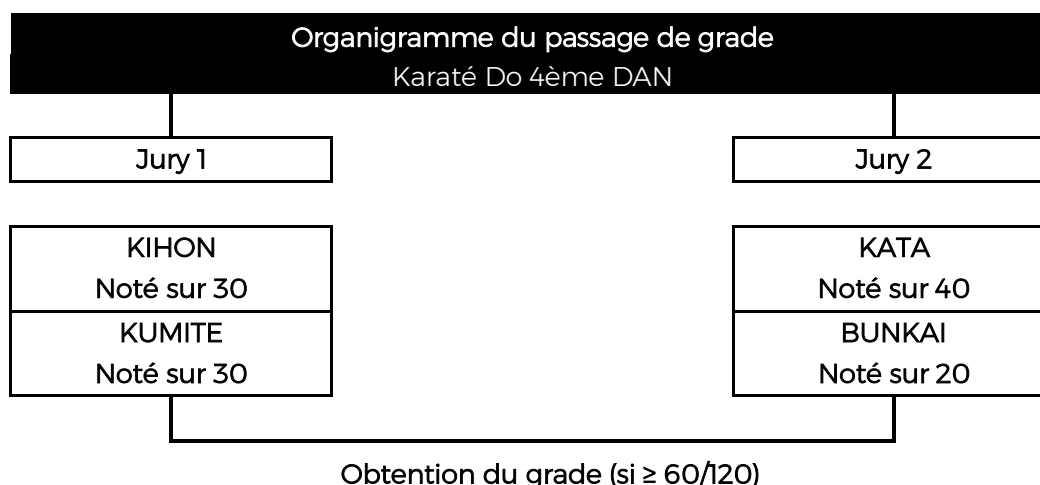 Organigramme du passage de grade
Karaté Do 4ème DAN
Jury 1
Jury 2
KIHON
Noté sur 30
KUMITE
Noté sur 30
KATA
Noté sur 40
BUNKAI
Noté sur 20
Obtention du grade (si ≥ 60/120)